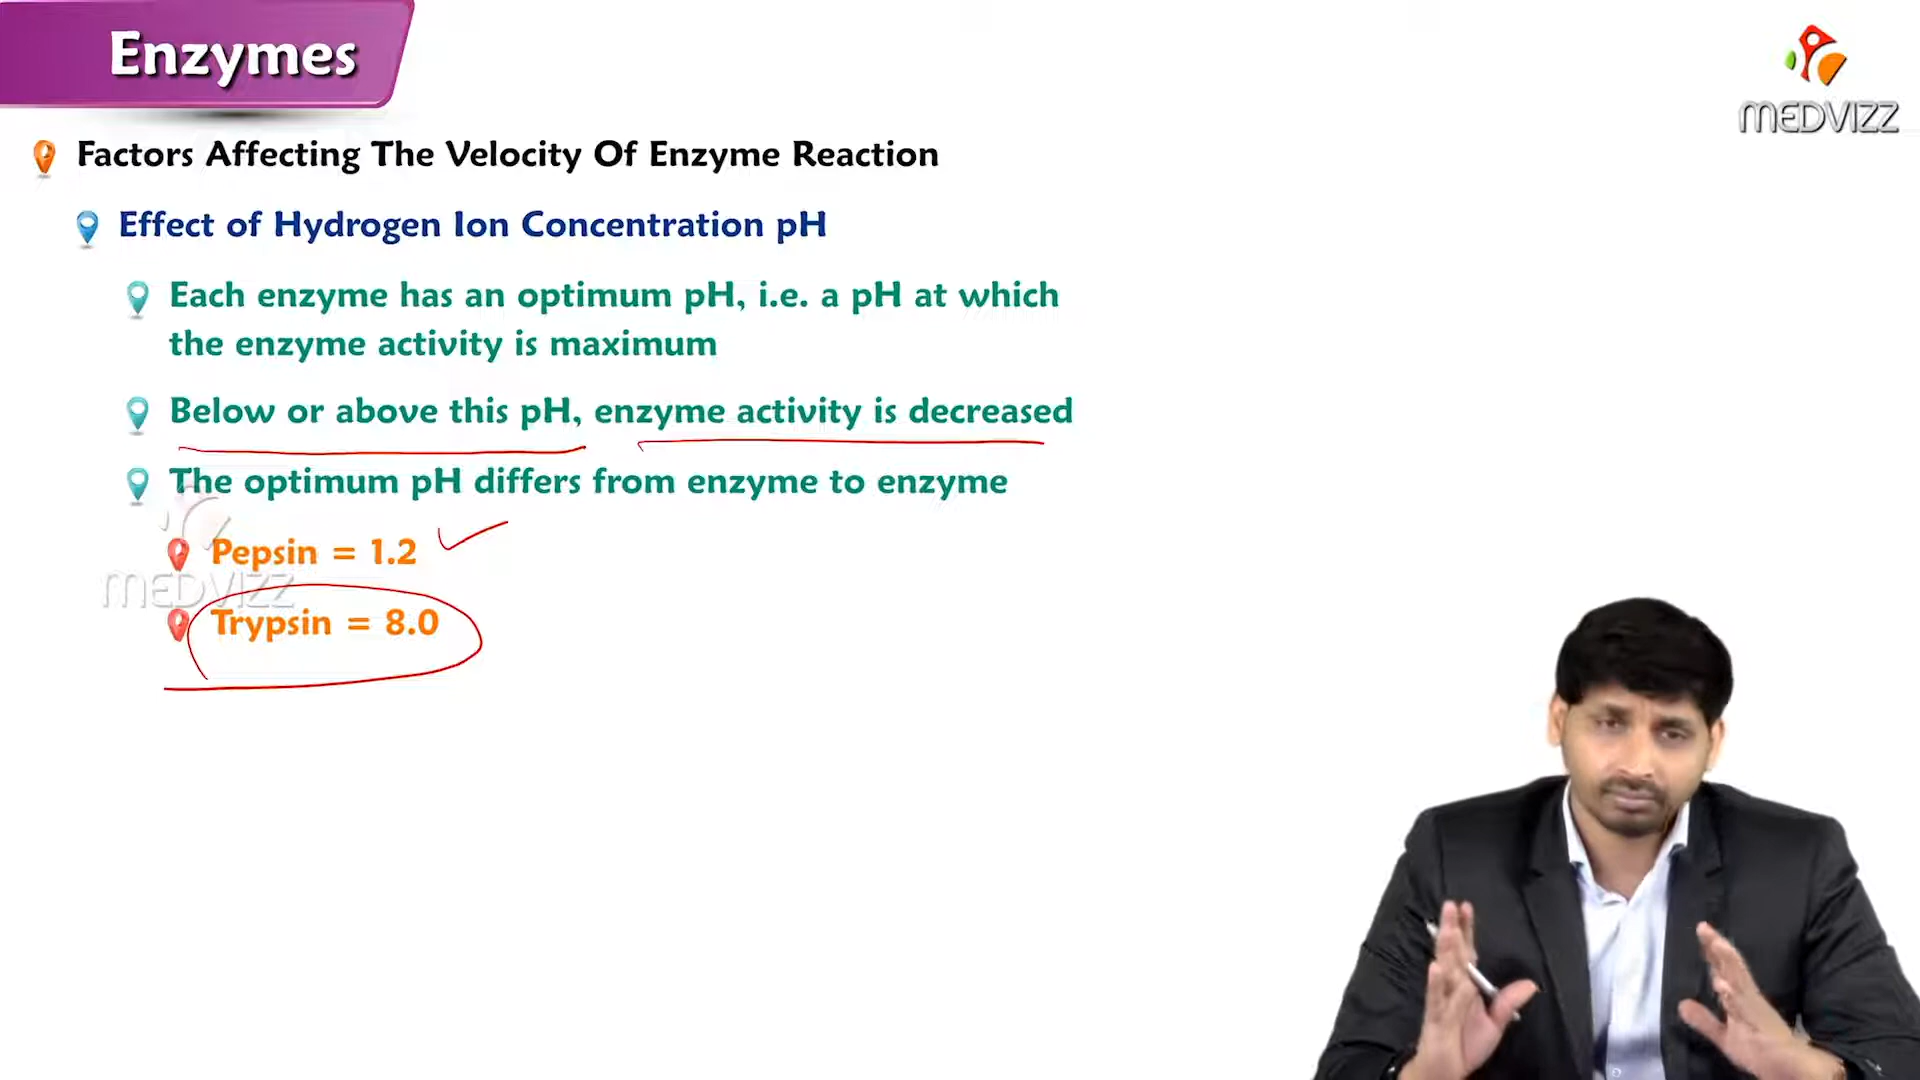 Enzymes
MEDVIZZ
Factors Affecting The Velocity Of Enzyme Reaction
Effect of Hydrogen Ion Concentration pH
Each enzyme has an optimum pH, i.e. a pH at which
the enzyme activity is maximum
Below or above this pH, enzyme activity is decreased
The optimum pH differs from enzyme to enzyme
Pepsin = 1.2
MEDVIZZ
Trypsin = 8.0